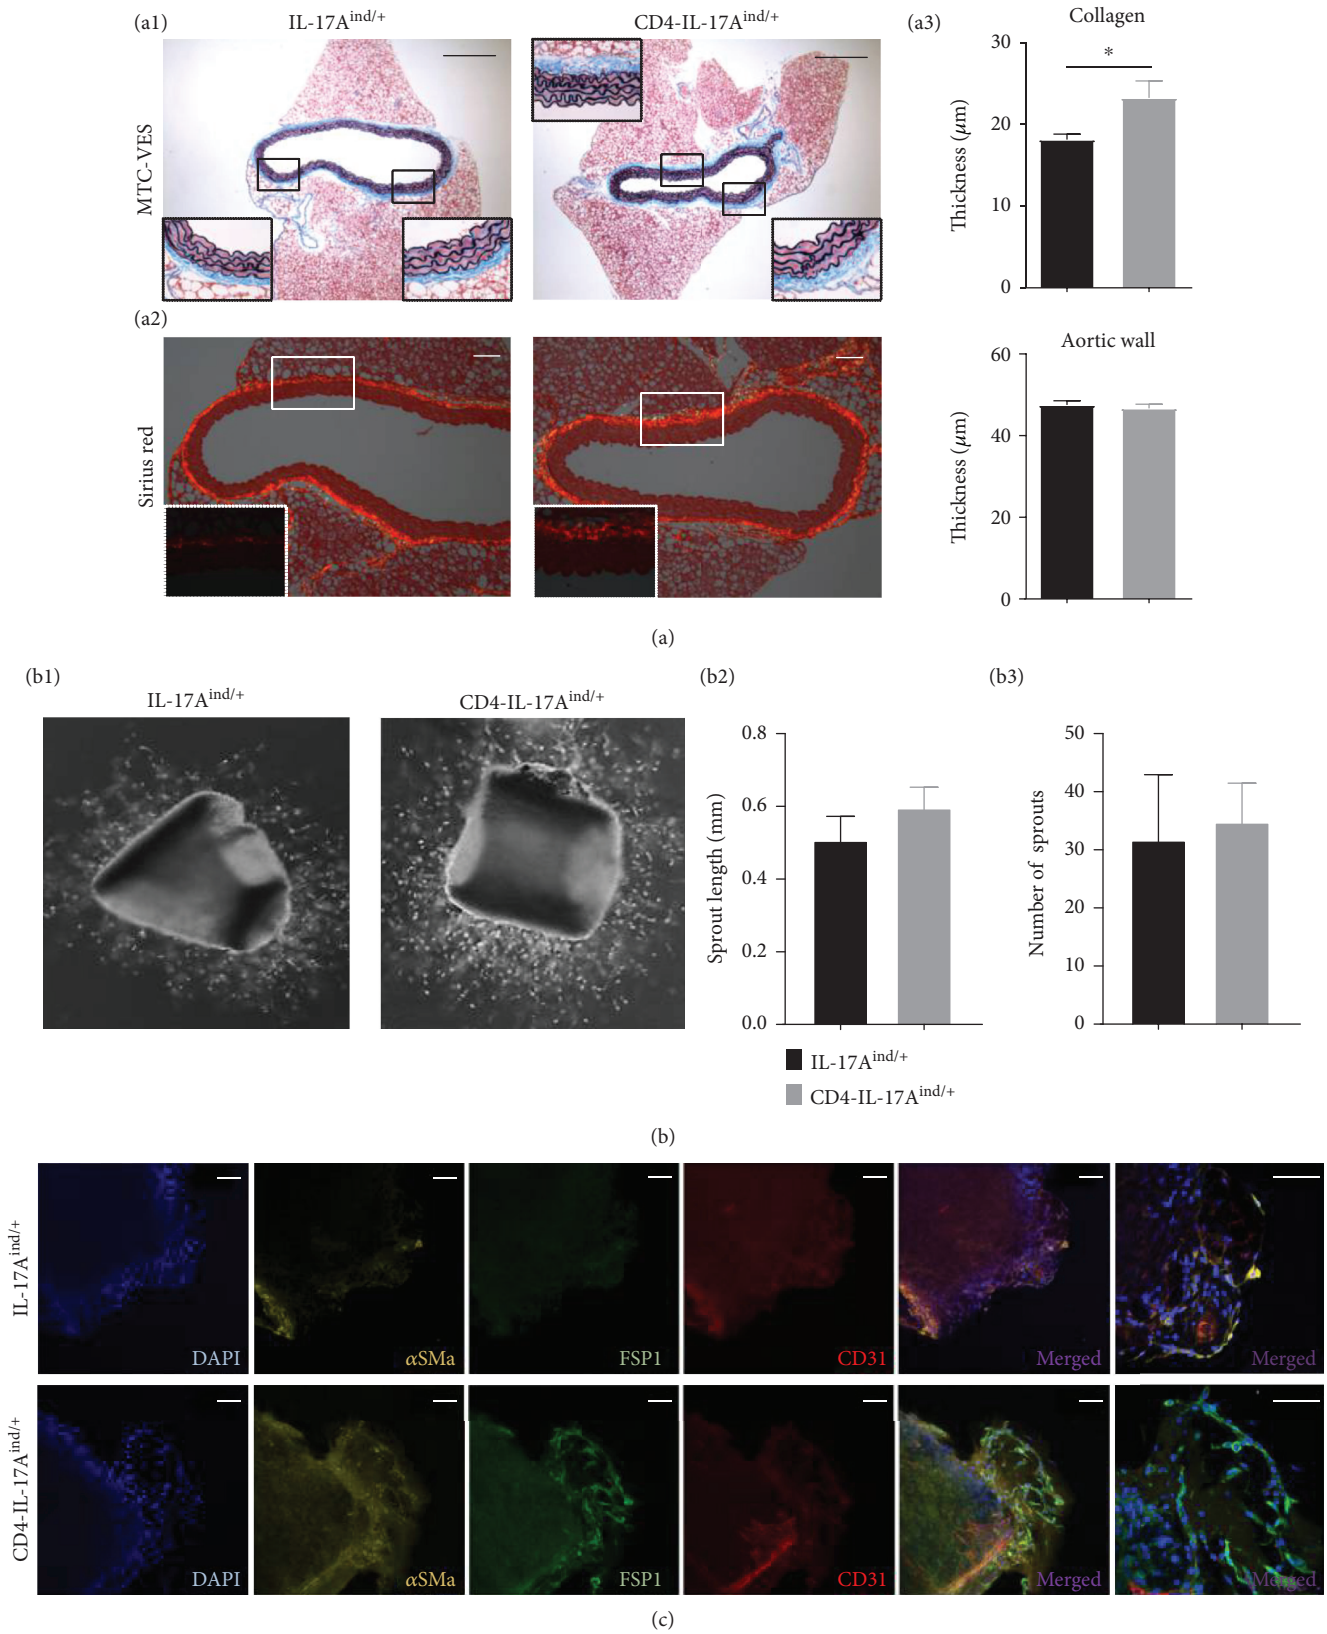 (a1)
IL-17A^ind/+
CD4-IL-17A^ind/+
(a3)
MTC-VES
Collagen
30
20
10
0
Thickness (μm)
*
(a2)
Sirius red
Aortic wall
60
40
20
0
Thickness (μm)
(a)
(b1)
IL-17A^ind/+
CD4-IL-17A^ind/+
(b2)
0.8
0.6
0.4
0.2
0.0
Sprout length (mm)
(b3)
50
40
30
20
10
0
Number of sprouts
IL-17A^ind/+
CD4-IL-17A^ind/+
(b)
IL-17A^ind/+
DAPI
αSMa
FSP1
CD31
Merged
Merged
CD4-IL-17A^ind/+
DAPI
αSMa
FSP1
CD31
Merged
Merged
(c)